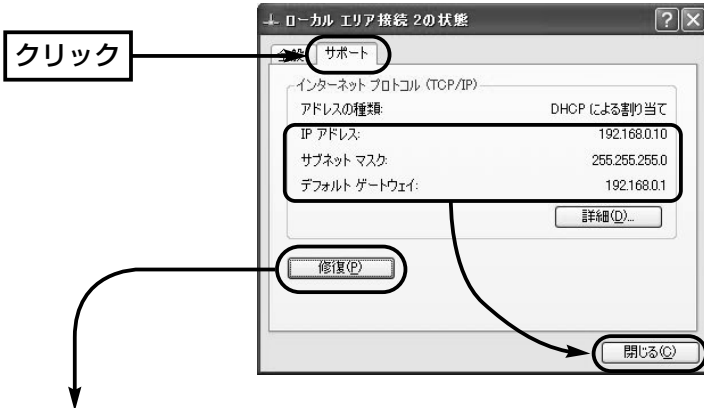 ローカル エリア接続 2の状態
クリック
全般
サポート
インターネット プロトコル (TCP/IP)
アドレスの種類: DHCP による割り当て
IP アドレス: 192.168.0.10
サブネット マスク: 255.255.255.0
デフォルト ゲートウェイ: 192.168.0.1
詳細(D)...
修復(P)
閉じる(C)